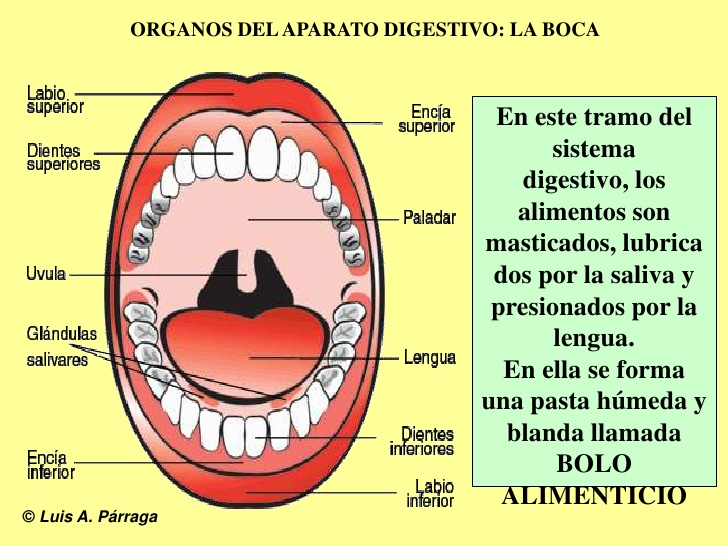 ORGANOS DEL APARATO DIGESTIVO: LA BOCA
Labio
superior
Dientes
superiores
Uvula
Glándulas
salivares
Encía
inferior
Encía
superior
Paladar
Lengua
Dientes
inferiores
Labio
inferior
En este tramo del
sistema
digestivo, los
alimentos son
masticados, lubrica
dos por la saliva y
presionados por la
lengua.
En ella se forma
una pasta húmeda y
blanda llamada
BOLO
ALIMENTICIO
© Luis A. Párraga